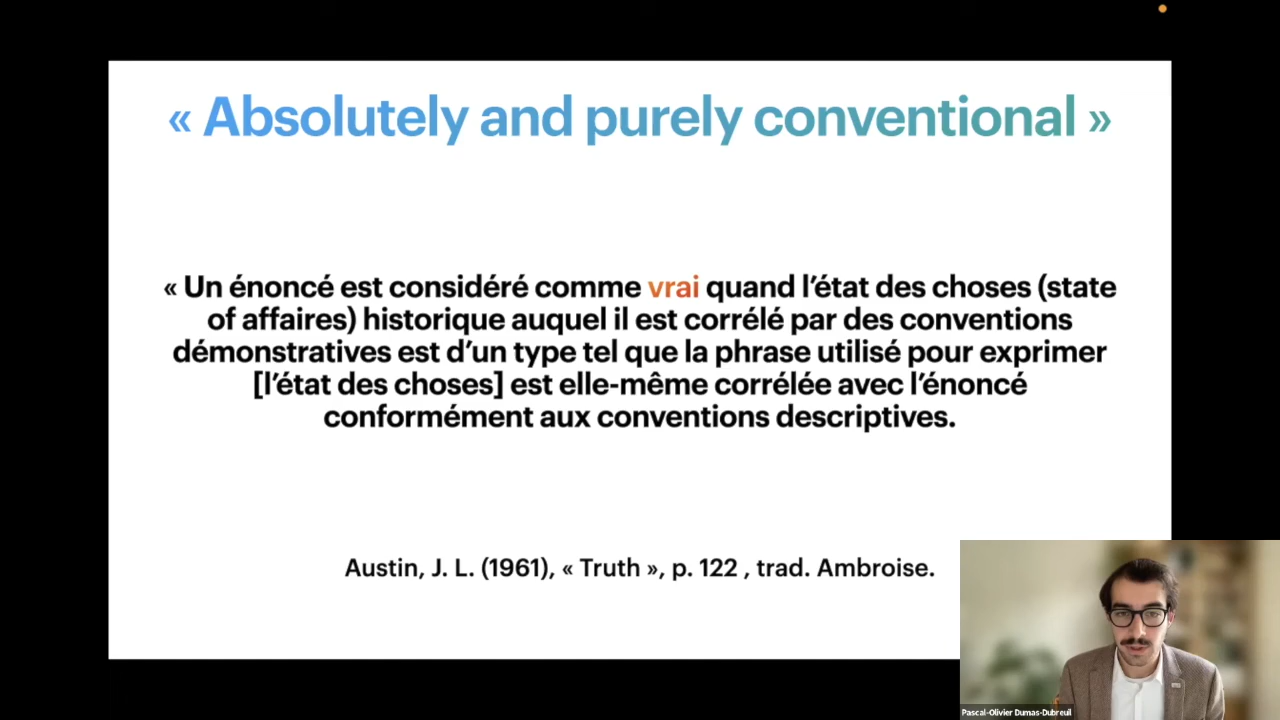 « Absolutely and purely conventional »
« Un énoncé est considéré comme vrai quand l’état des choses (state
of affaires) historique auquel il est corrélé par des conventions
démonstratives est d’un type tel que la phrase utilisé pour exprimer
[l’état des choses] est elle-même corrélée avec l’énoncé
conformément aux conventions descriptives.
Austin, J. L. (1961), « Truth », p. 122 , trad. Ambroise.
Pascal-Olivier Dumas-Dubreuil